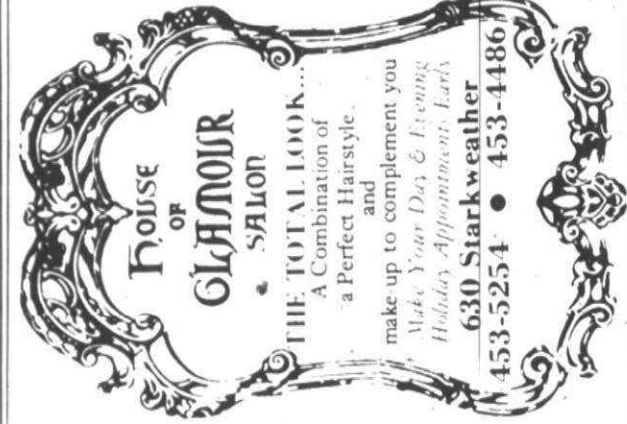 HOUSE
OF
GLAMOUR
SALON
THE TOTAL LOOK...
A Combination of
a Perfect Hairstyle
and
make-up to complement you
Make Your Day & Evening
Holiday Appointments Early
630 Starkweather
453-5254 ● 453-4486